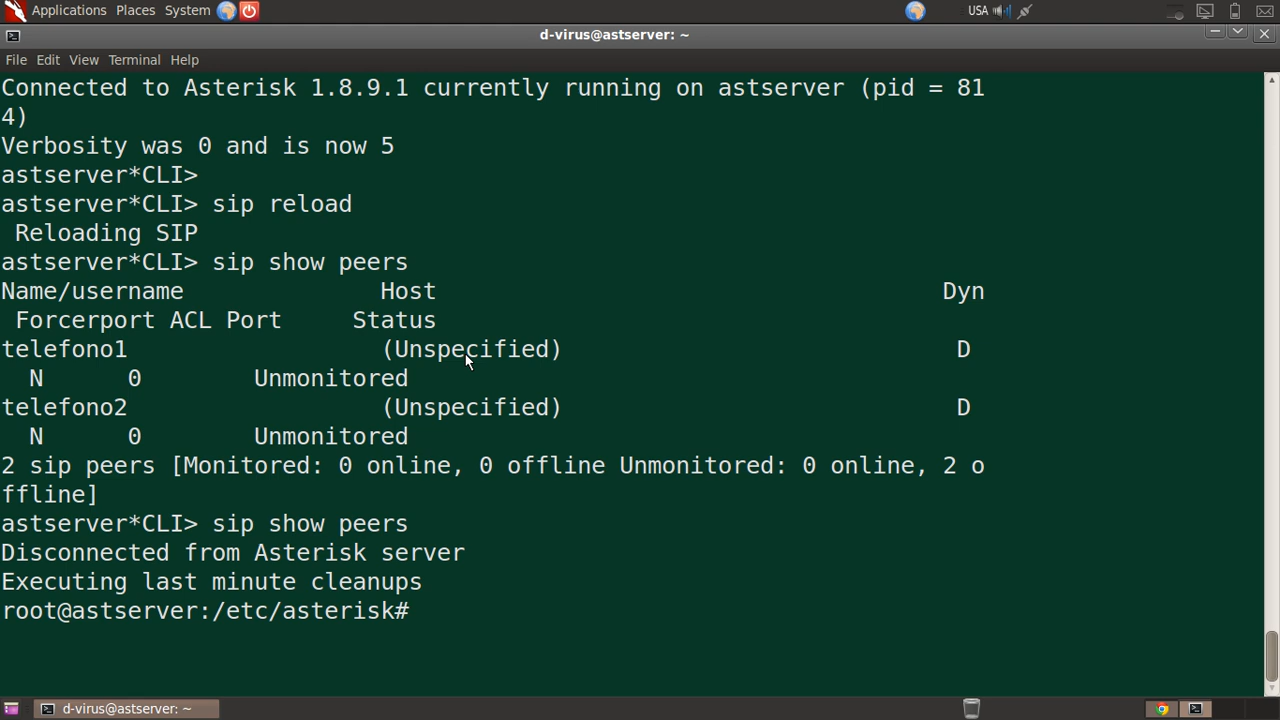 Applications Places System USA
d-virus@astserver: ~
File Edit View Terminal Help
Connected to Asterisk 1.8.9.1 currently running on astserver (pid = 81
4)
Verbosity was 0 and is now 5
astserver*CLI>
astserver*CLI> sip reload
 Reloading SIP
astserver*CLI> sip show peers
Name/username              Host                                    Dyn
 Forcerport ACL Port     Status
telefono1                  (Unspecified)                            D
  N      0        Unmonitored
telefono2                  (Unspecified)                            D
  N      0        Unmonitored
2 sip peers [Monitored: 0 online, 0 offline Unmonitored: 0 online, 2 o
ffline]
astserver*CLI> sip show peers
Disconnected from Asterisk server
Executing last minute cleanups
root@astserver:/etc/asterisk#
d-virus@astserver: ~